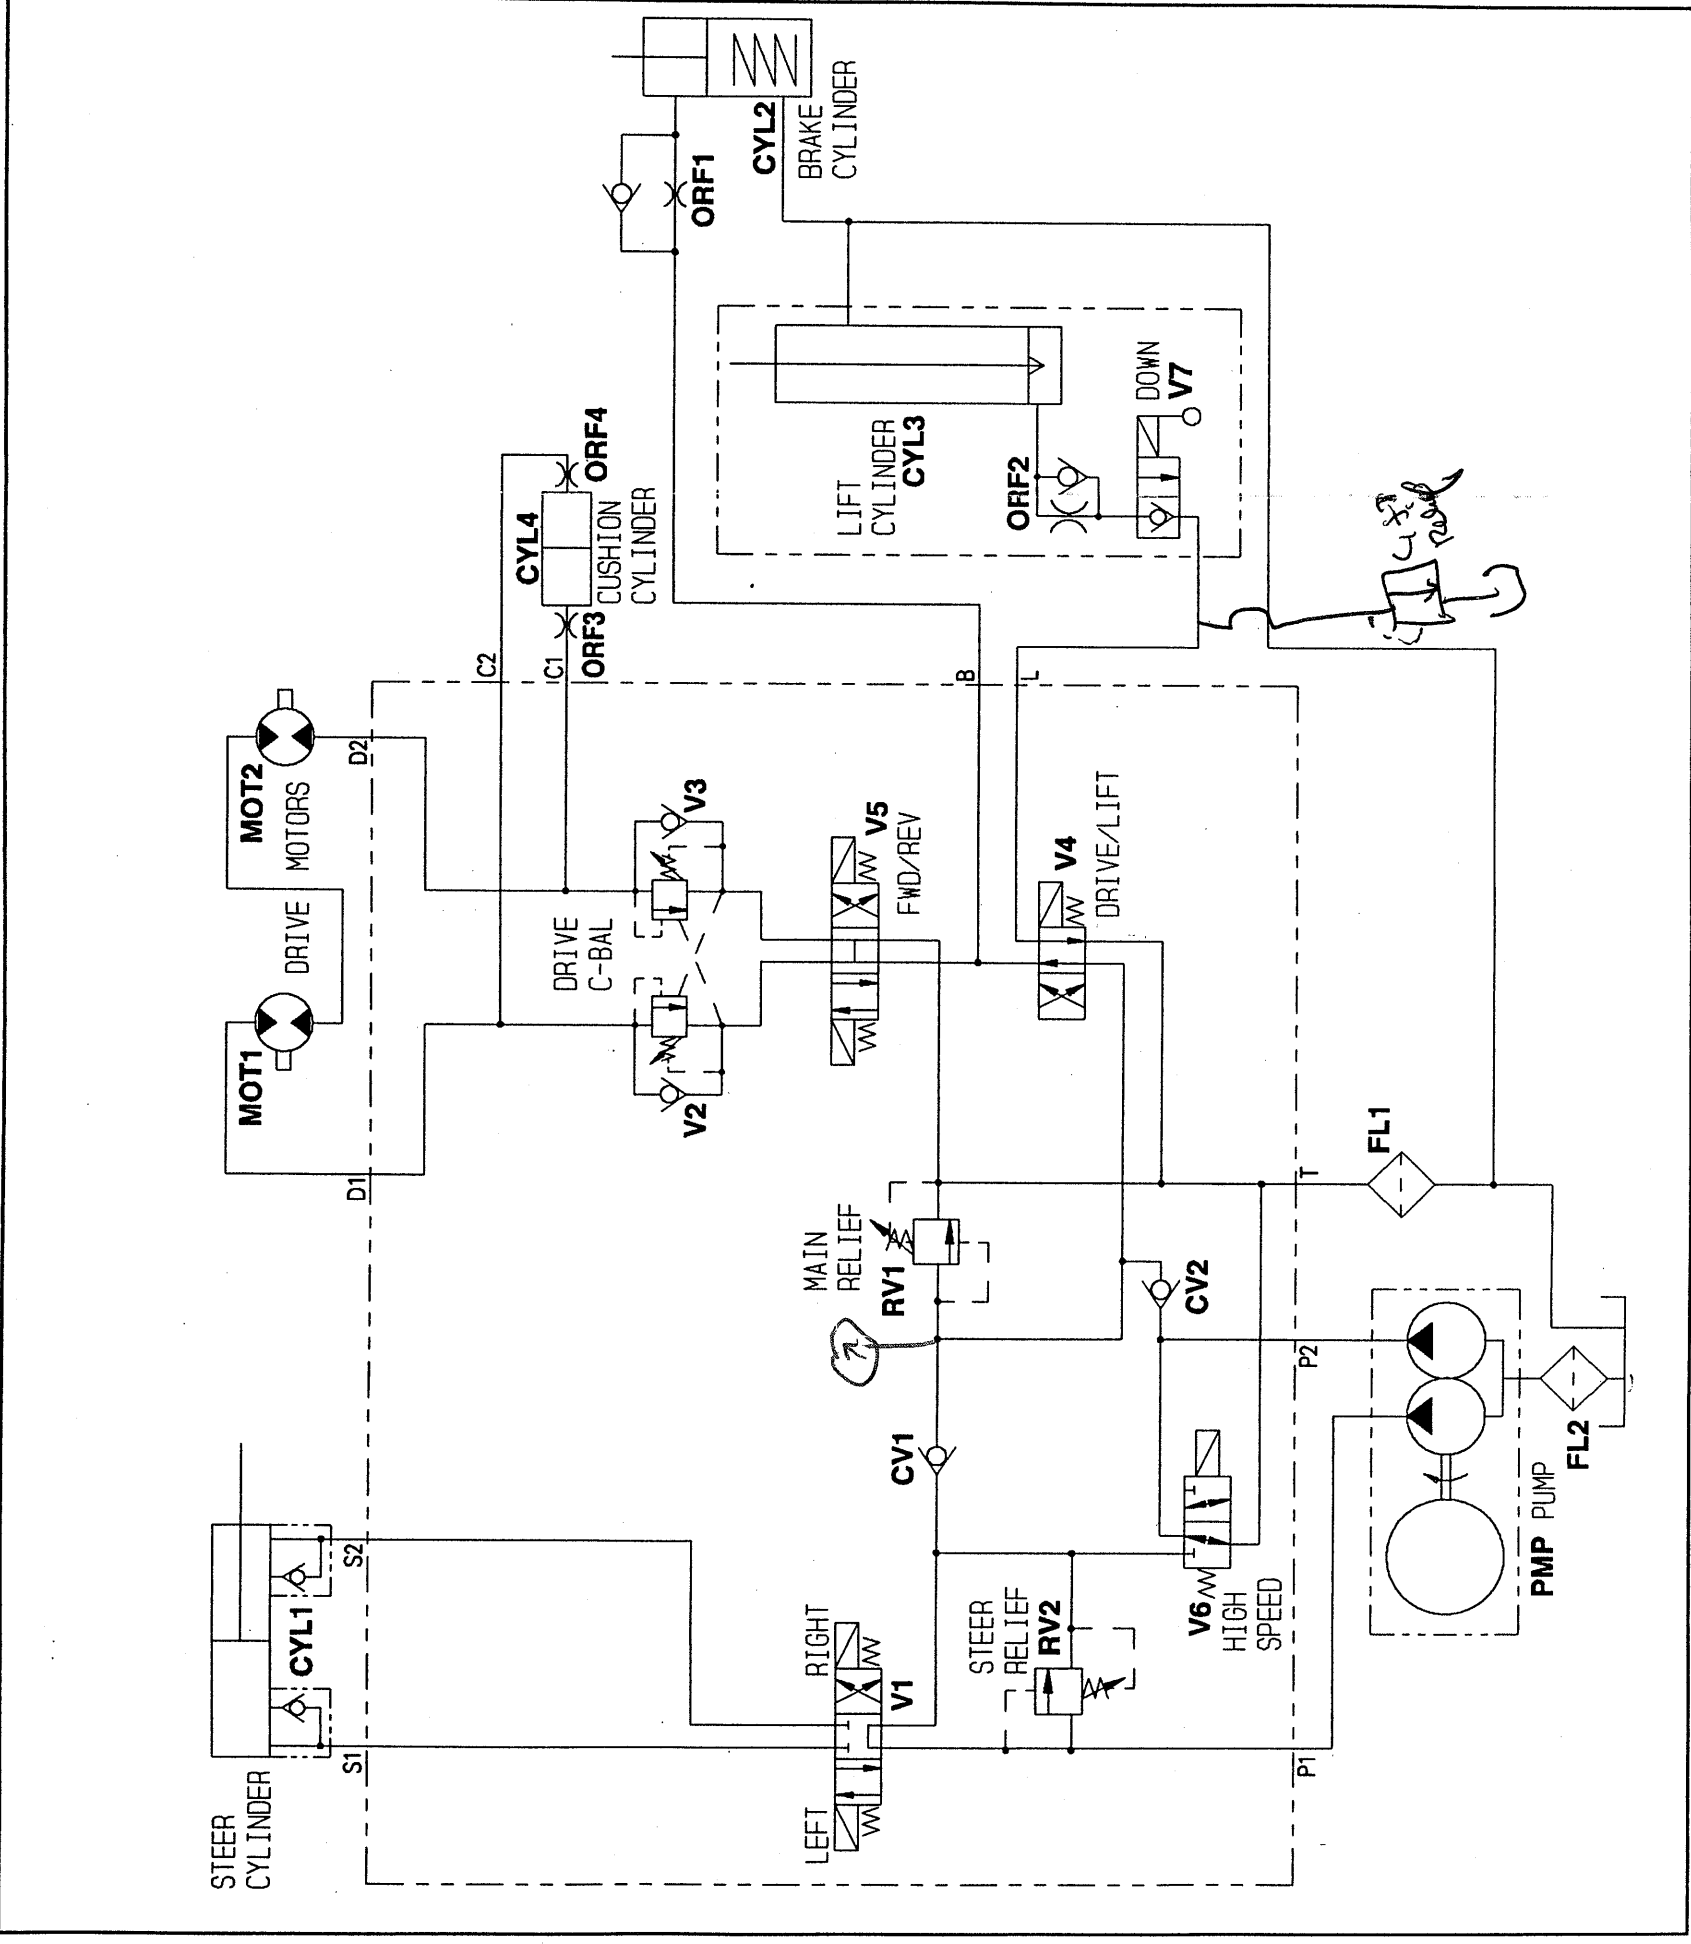 STEER
CYLINDER
CYL1
S1
S2
LEFT
RIGHT
V1
STEER
RELIEF
RV2
V6
HIGH
SPEED
P1
P2
PMP PUMP
FL2
FL1
T
CV1
CV2
MAIN
RELIEF
RV1
D1
D2
MOT1
MOT2
DRIVE MOTORS
V2
V3
DRIVE
C-BAL
V5
FWD/REV
V4
DRIVE/LIFT
C2
C1
B
L
ORF3
ORF4
CYL4
CUSHION
CYLINDER
LIFT
CYLINDER
CYL3
ORF2
DOWN
V7
ORF1
CYL2
BRAKE
CYLINDER